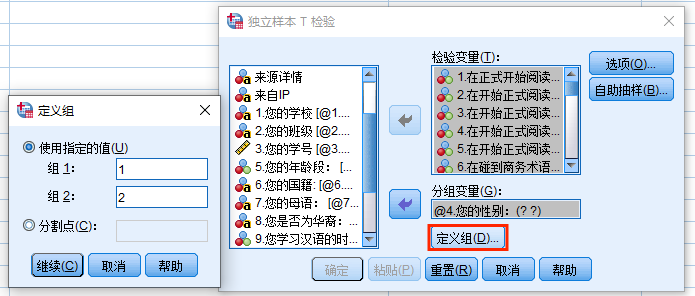 独立样本 T 检验
来源详情
来自IP
1.您的学校 [@1....
2.您的班级 [@2....
3.您的学号 [@3....
5.您的年龄段： [...
6.您的国籍: [@6....
7.您的母语： [@7...
8.您是否为华裔： ...
9.您学习汉语的时...
检验变量(T):
1.在正式开始阅读...
2.在开始正式阅读...
3.在开始正式阅读...
4.在开始正式阅读...
5.在开始正式阅读...
6.在碰到商务术语...
分组变量(G):
@4.您的性别：(? ?)
定义组(D)...
选项(O)...
自助抽样(B)...
确定
粘贴(P)
重置(R)
取消
帮助
定义组
使用指定的值(U)
组 1: 1
组 2: 2
分割点(C):
继续(C)
取消
帮助